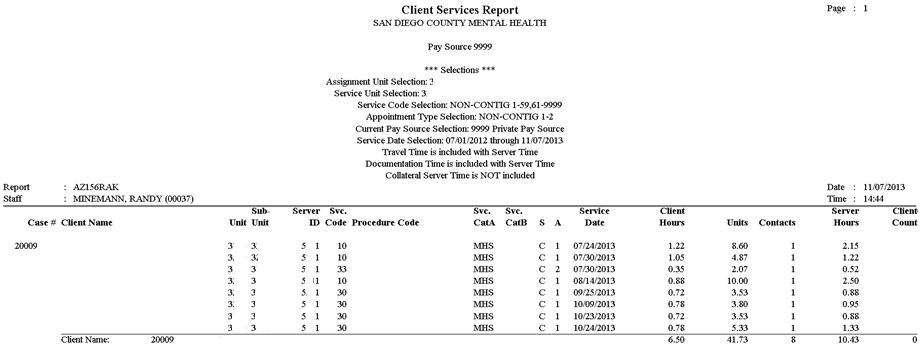 Client Services Report Page : 1
SAN DIEGO COUNTY MENTAL HEALTH
Pay Source 9999
*** Selections ***
Assignment Unit Selection: 3
Service Unit Selection: 3
Service Code Selection: NON-CONTIG 1-59,61-9999
Appointment Type Selection: NON-CONTIG 1-2
Current Pay Source Selection: 9999 Private Pay Source
Service Date Selection: 07/01/2012 through 11/07/2013
Travel Time is included with Server Time
Documentation Time is included with Server Time
Collateral Server Time is NOT included
Report : AZ156RAK Date : 11/07/2013
Staff : MINEMANN, RANDY (00037) Time : 14:44
Sub- Server Svc. Svc. Svc. Service Client Server Client
Case # Client Name Unit Unit ID Code Procedure Code CatA CatB S A Date Hours Units Contacts Hours Count
20009 3 3 5 1 10 MHS C 1 07/24/2013 1.22 8.60 1 2.15
3 3 5 1 10 MHS C 1 07/30/2013 1.05 4.87 1 1.22
3 3 5 1 33 MHS C 2 07/30/2013 0.35 2.07 1 0.52
3 3 5 1 10 MHS C 1 08/14/2013 0.88 10.00 1 2.50
3 3 5 1 30 MHS C 1 09/25/2013 0.72 3.53 1 0.88
3 3 5 1 30 MHS C 1 10/09/2013 0.78 3.80 1 0.95
3 3 5 1 30 MHS C 1 10/23/2013 0.72 3.53 1 0.88
3 3 5 1 30 MHS C 1 10/24/2013 0.78 5.33 1 1.33
Client Name: 20009 6.50 41.73 8 10.43 0